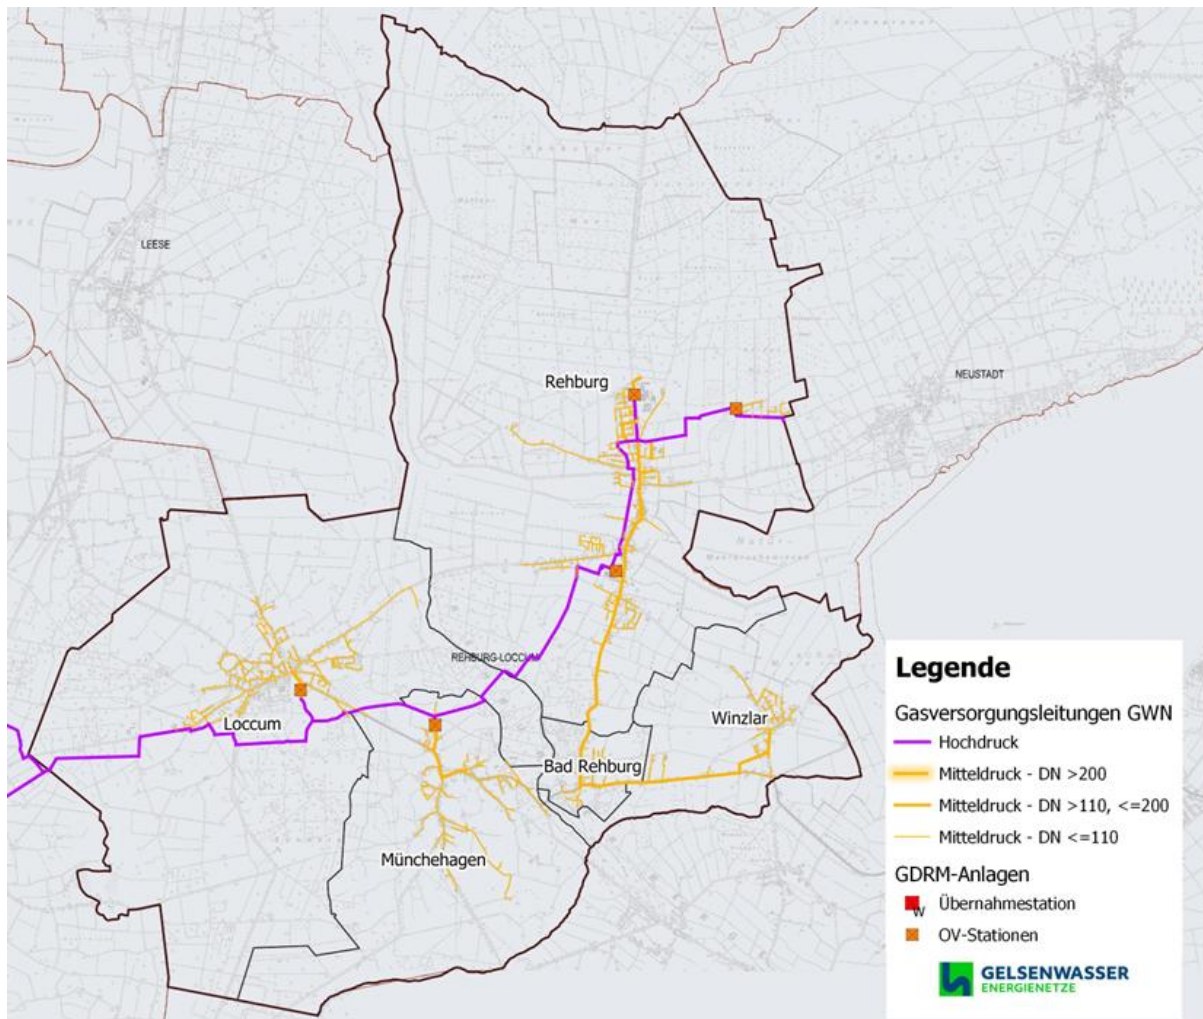 LEESE
Rehburg
NEUSTADT
REHBURG-LOCCUM
Loccum
Winzlar
Bad Rehburg
Münchehagen
Legende
Gasversorgungsleitungen GWN
Hochdruck
Mitteldruck - DN >200
Mitteldruck - DN >110, <=200
Mitteldruck - DN <=110
GDRM-Anlagen
W
Übernahmestation
OV-Stationen
GELSENWASSER
ENERGIENETZE